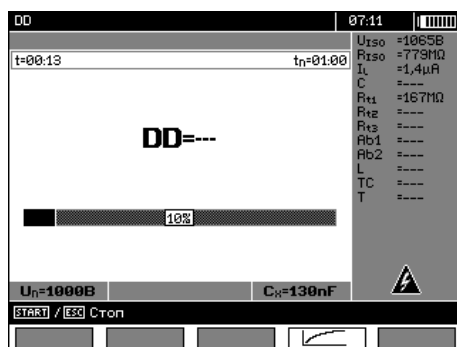 DD 07:11
t=00:13 tn=01:00
UISO =1065В
RISO =779MΩ
IL =1,4µA
C =---
Rt1 =167MΩ
Rt2 =---
Rt3 =---
Ab1 =---
Ab2 =---
L =---
TC =---
T =---
DD=---
10%
Un=1000В Cx=130nF
START / ESC Стоп